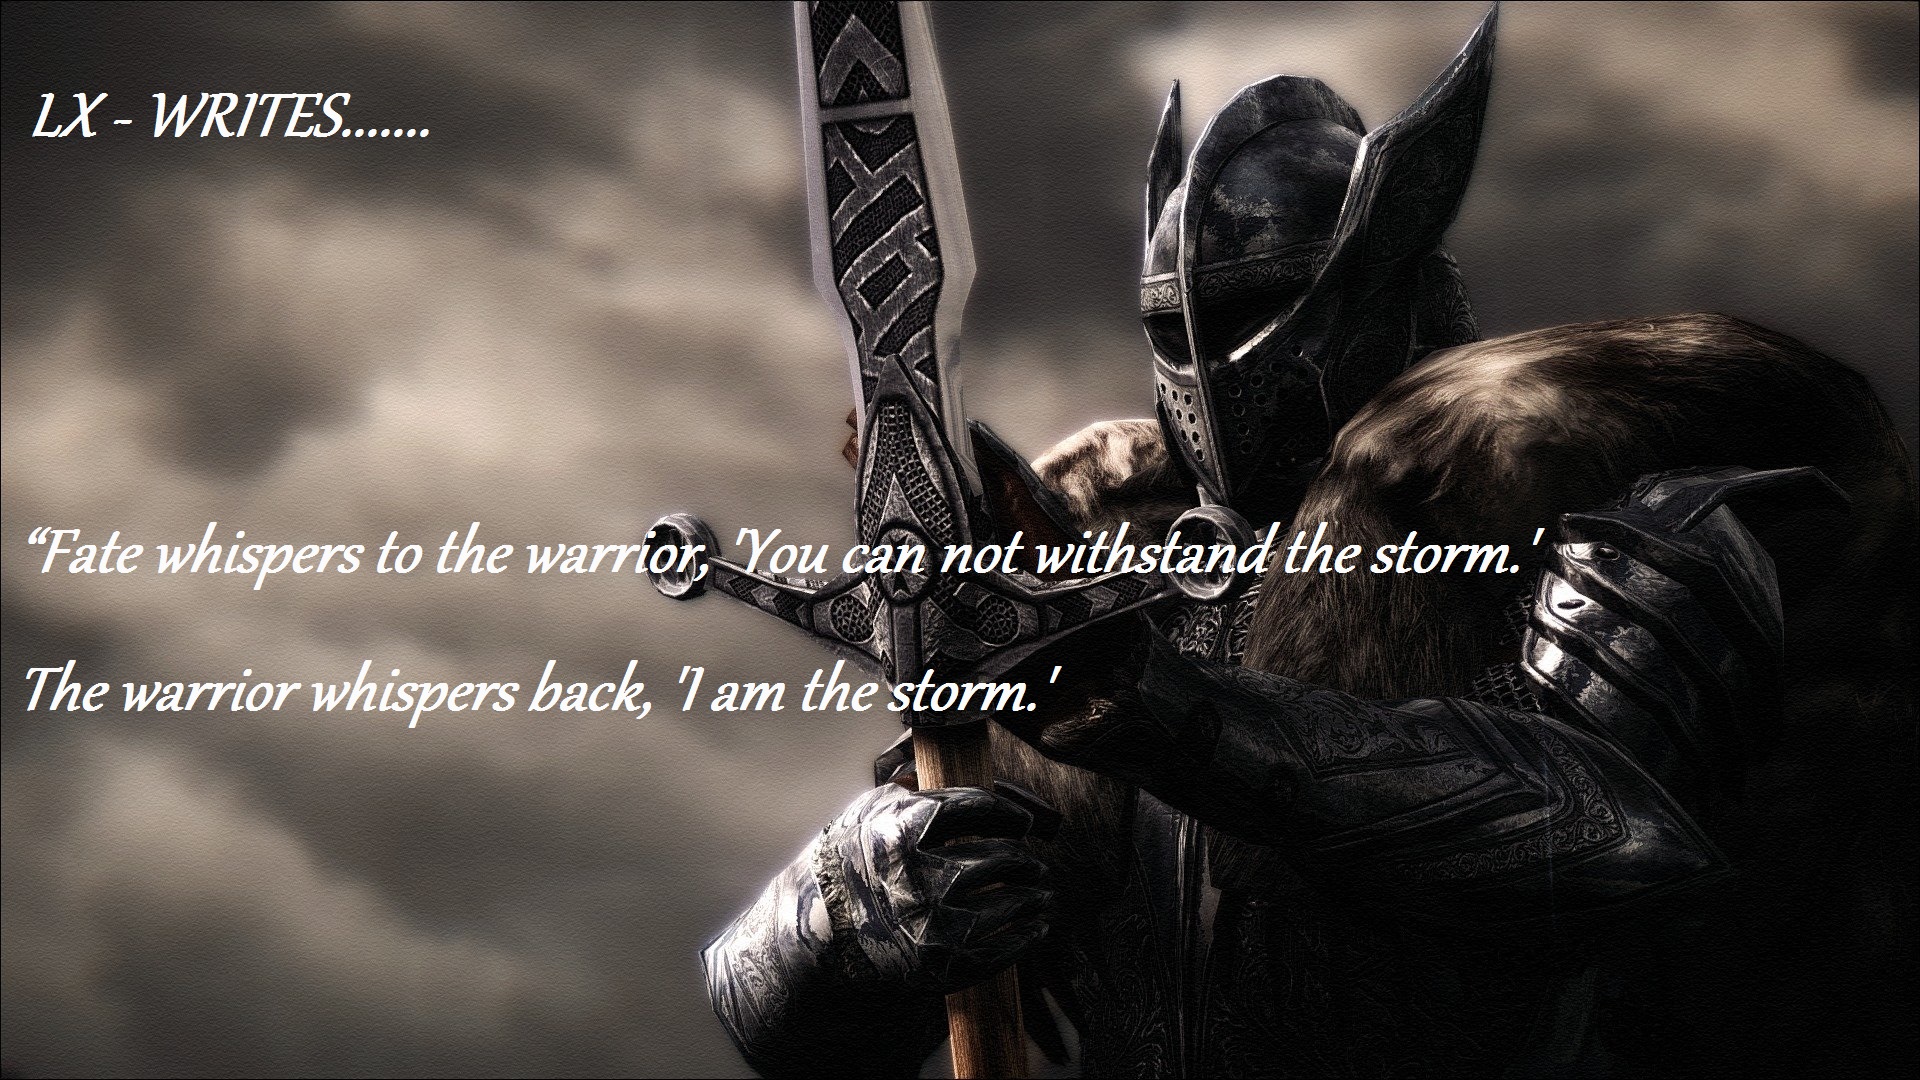 LX - WRITES.......
“Fate whispers to the warrior, 'You can not withstand the storm.'
The warrior whispers back, 'I am the storm.'